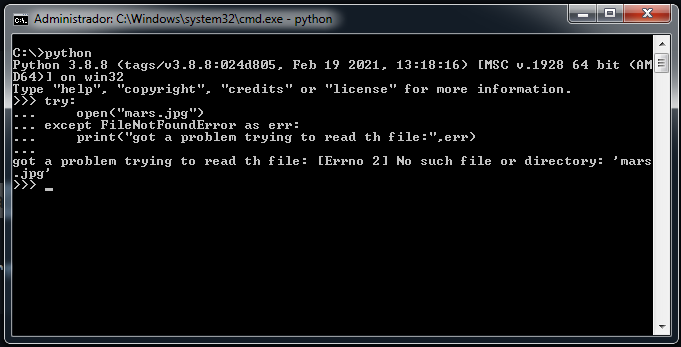 Administrador: C:\Windows\system32\cmd.exe - python
C:\>python
Python 3.8.8 (tags/v3.8.8:024d805, Feb 19 2021, 13:18:16) [MSC v.1928 64 bit (AM
D64)] on win32
Type "help", "copyright", "credits" or "license" for more information.
>>> try:
...     open("mars.jpg")
... except FileNotFoundError as err:
...     print("got a problem trying to read th file:",err)
...
got a problem trying to read th file: [Errno 2] No such file or directory: 'mars
.jpg'
>>> _